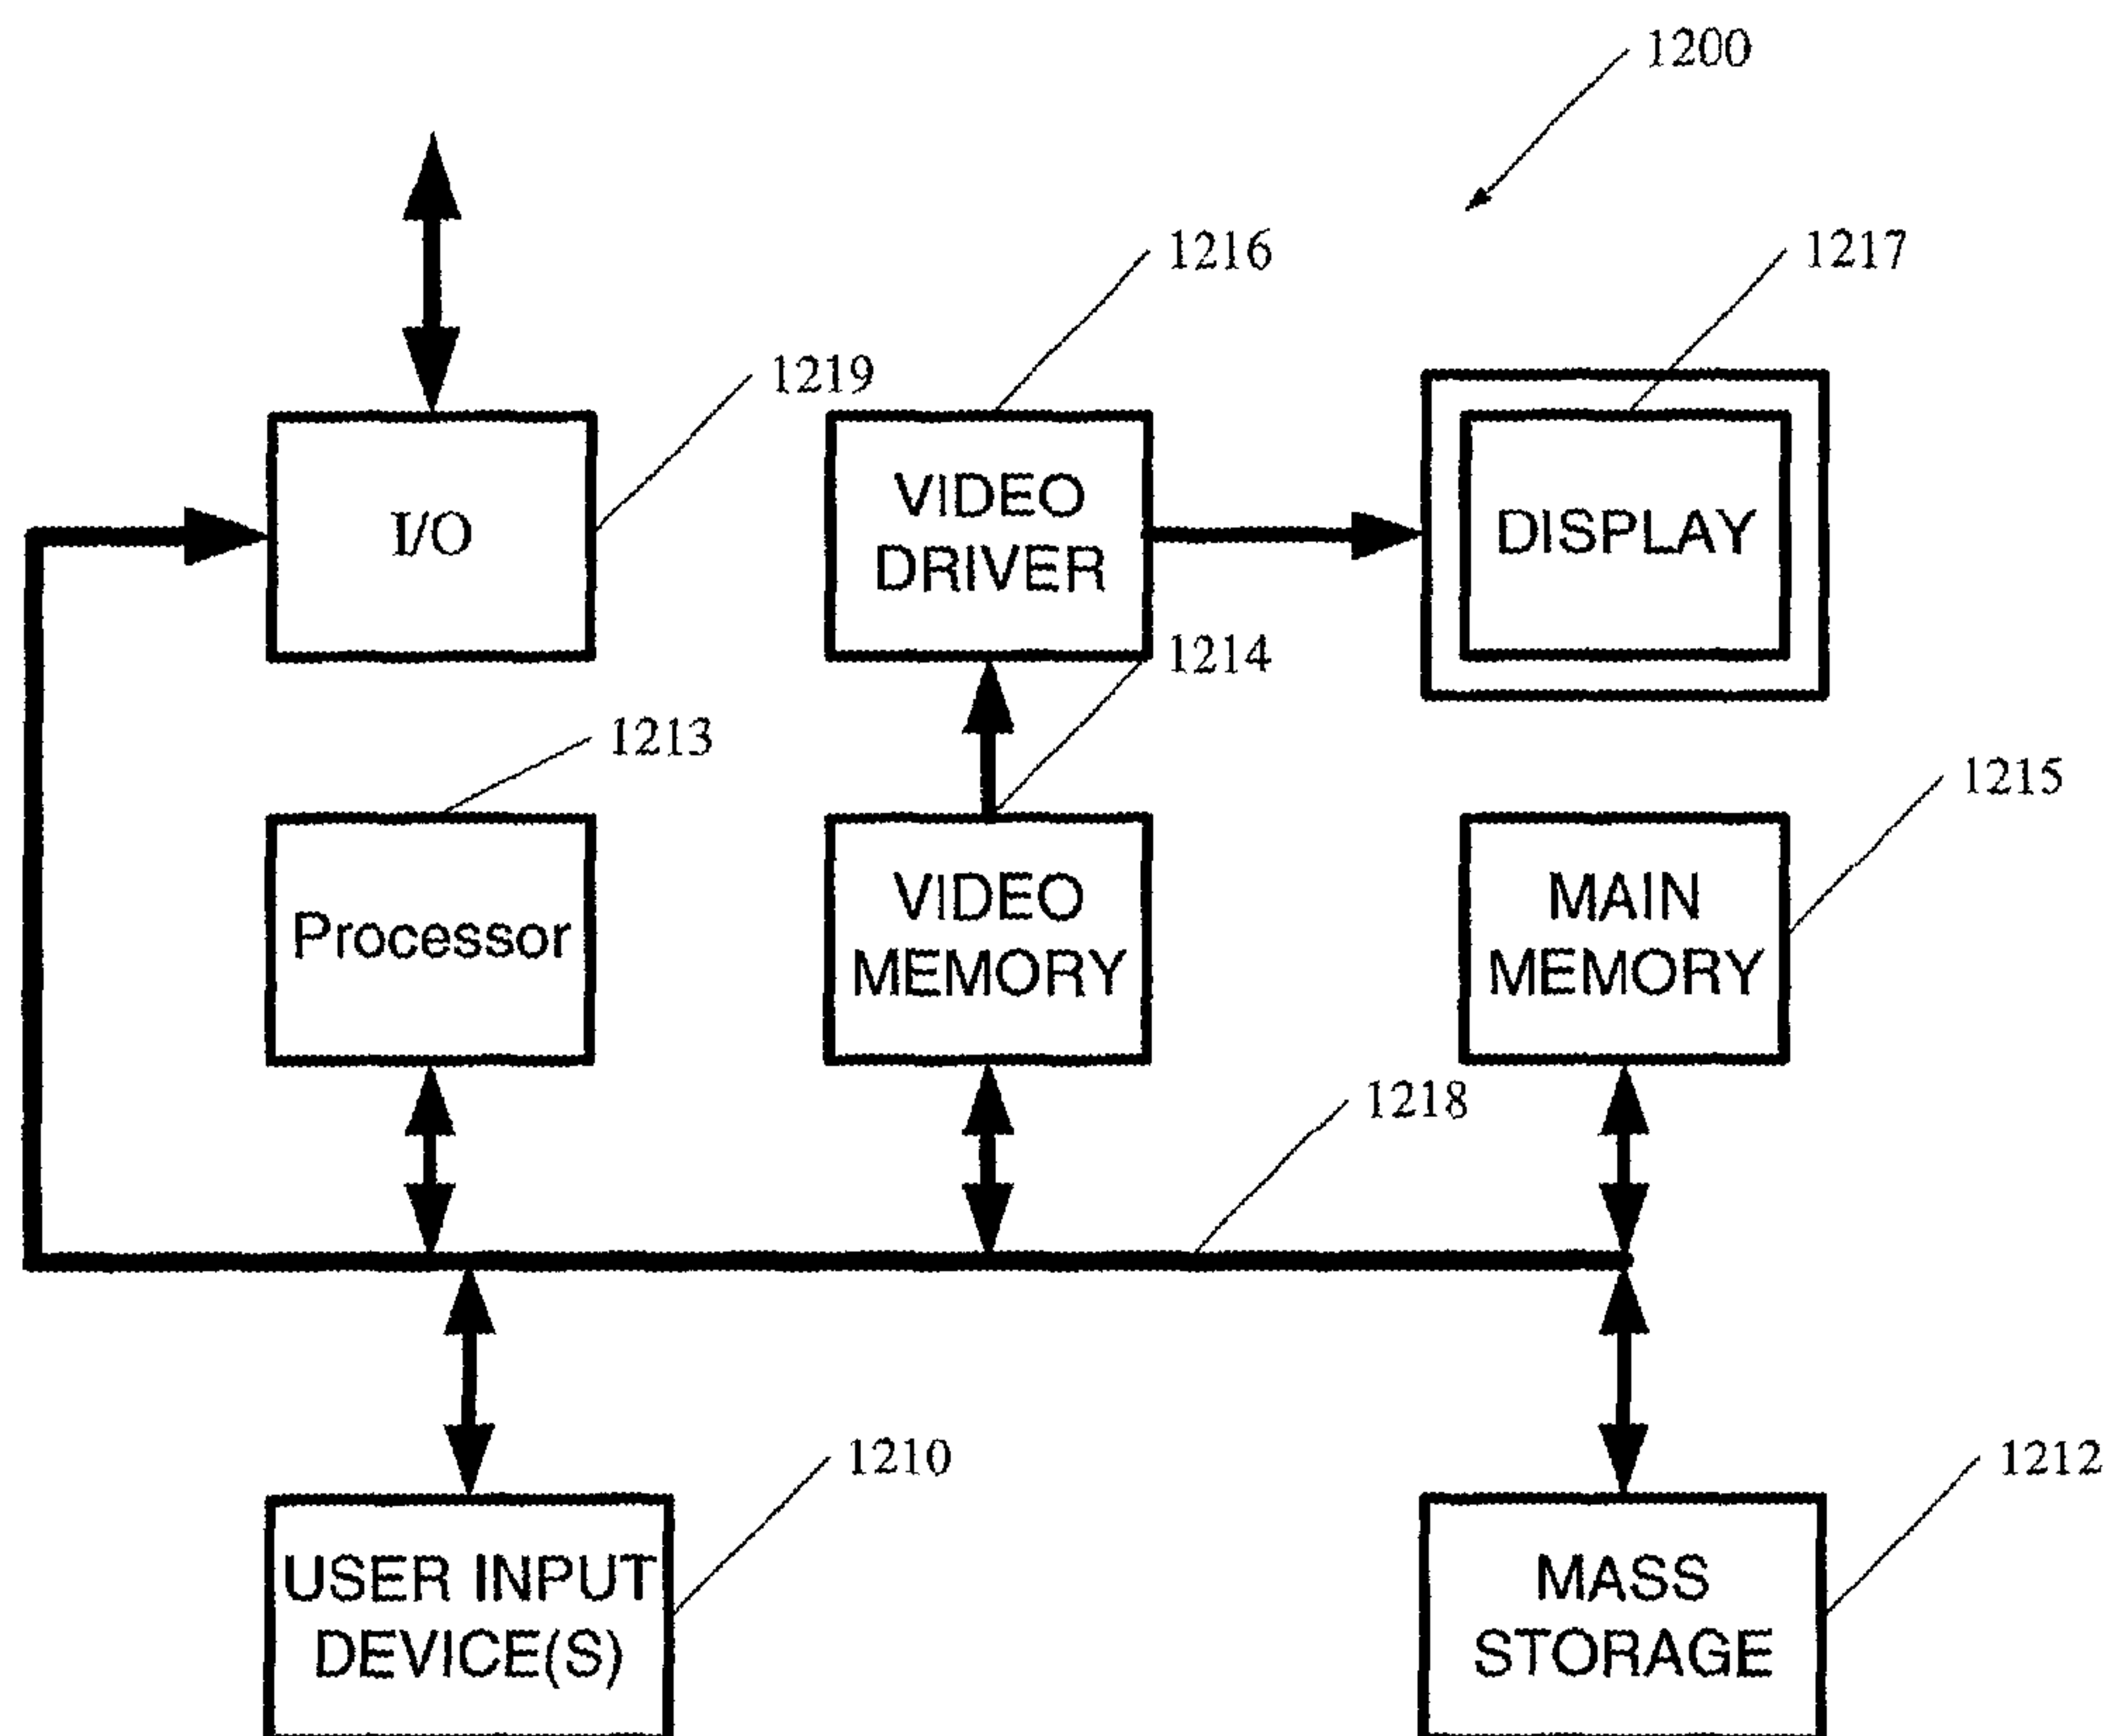 1200
1216
1217
1219
I/O
VIDEO
DRIVER
DISPLAY
1214
1213
1215
Processor
VIDEO
MEMORY
MAIN
MEMORY
1218
1210
1212
USER INPUT
DEVICE(S)
MASS
STORAGE